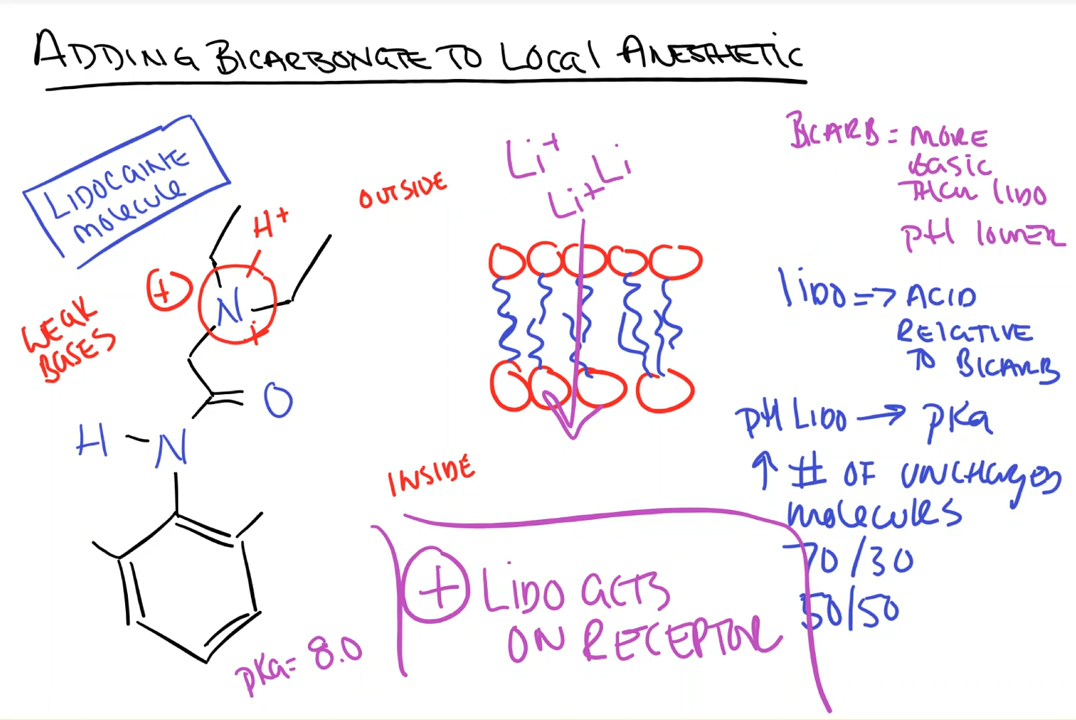 ADDING BICARBONATE TO LOCAL ANESTHETIC
LIDOCAINE
MOLECULE
WEAK
BASES
+
H+
N
+
O
H - N
pKa = 8.0
OUTSIDE
Li+
Li
Li+
INSIDE
+ LIDO ACTS
ON RECEPTOR
BICARB = MORE
BASIC
THAN LIDO
pH LOWER
LIDO => ACID
RELATIVE
TO BICARB
pH LIDO → pKa
↑ # OF UNCHARGED
MOLECULES
70/30
50/50